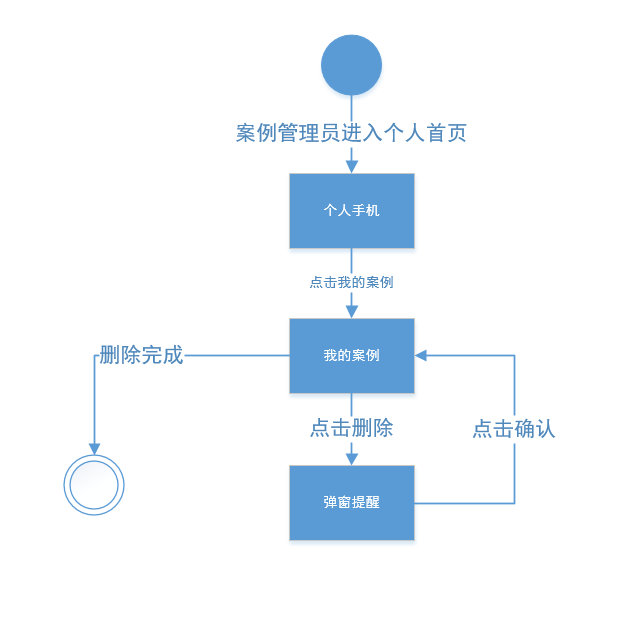 案例管理员进入个人首页
个人手机
点击我的案例
删除完成
我的案例
点击删除
点击确认
弹窗提醒